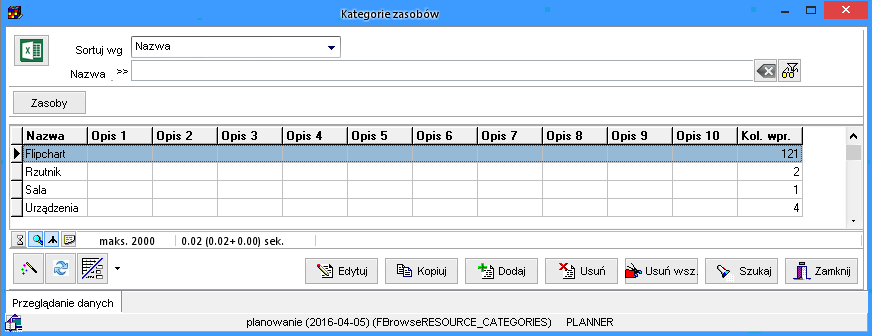 Kategorie zasobów
Sortuj wg Nazwa
Nazwa >>
Zasoby
Nazwa Opis 1 Opis 2 Opis 3 Opis 4 Opis 5 Opis 6 Opis 7 Opis 8 Opis 9 Opis 10 Kol. wpr.
Flipchart 121
Rzutnik 2
Sala 1
Urządzenia 4
maks. 2000 0.02 (0.02+0.00) sek.
Edytuj Kopiuj Dodaj Usuń Usuń wsz. Szukaj Zamknij
Przeglądanie danych
planowanie (2016-04-05) (FBrowseRESOURCE_CATEGORIES) PLANNER